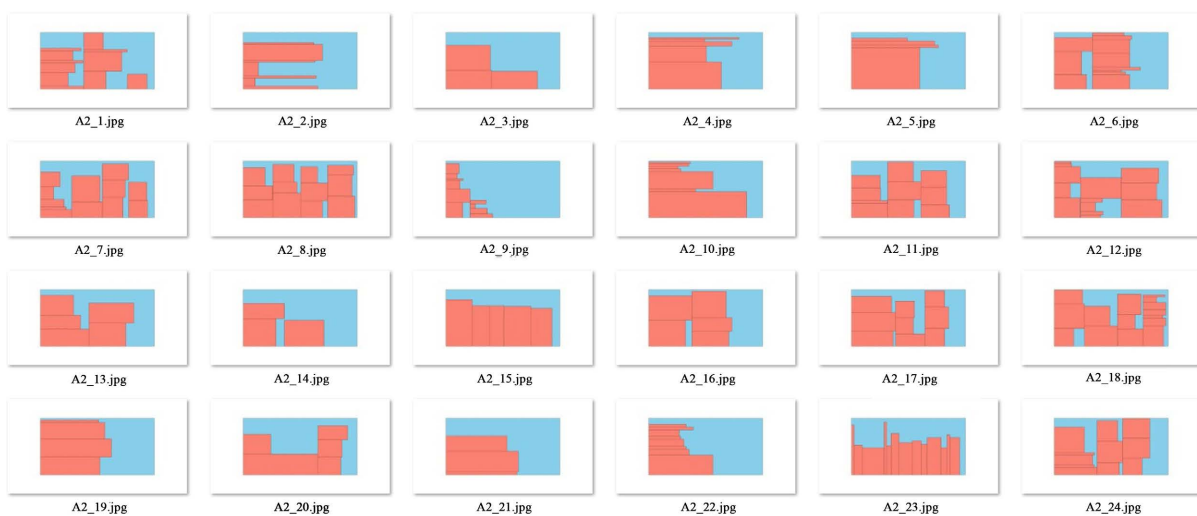 A2_1.jpg A2_2.jpg A2_3.jpg A2_4.jpg A2_5.jpg A2_6.jpg
A2_7.jpg A2_8.jpg A2_9.jpg A2_10.jpg A2_11.jpg A2_12.jpg
A2_13.jpg A2_14.jpg A2_15.jpg A2_16.jpg A2_17.jpg A2_18.jpg
A2_19.jpg A2_20.jpg A2_21.jpg A2_22.jpg A2_23.jpg A2_24.jpg